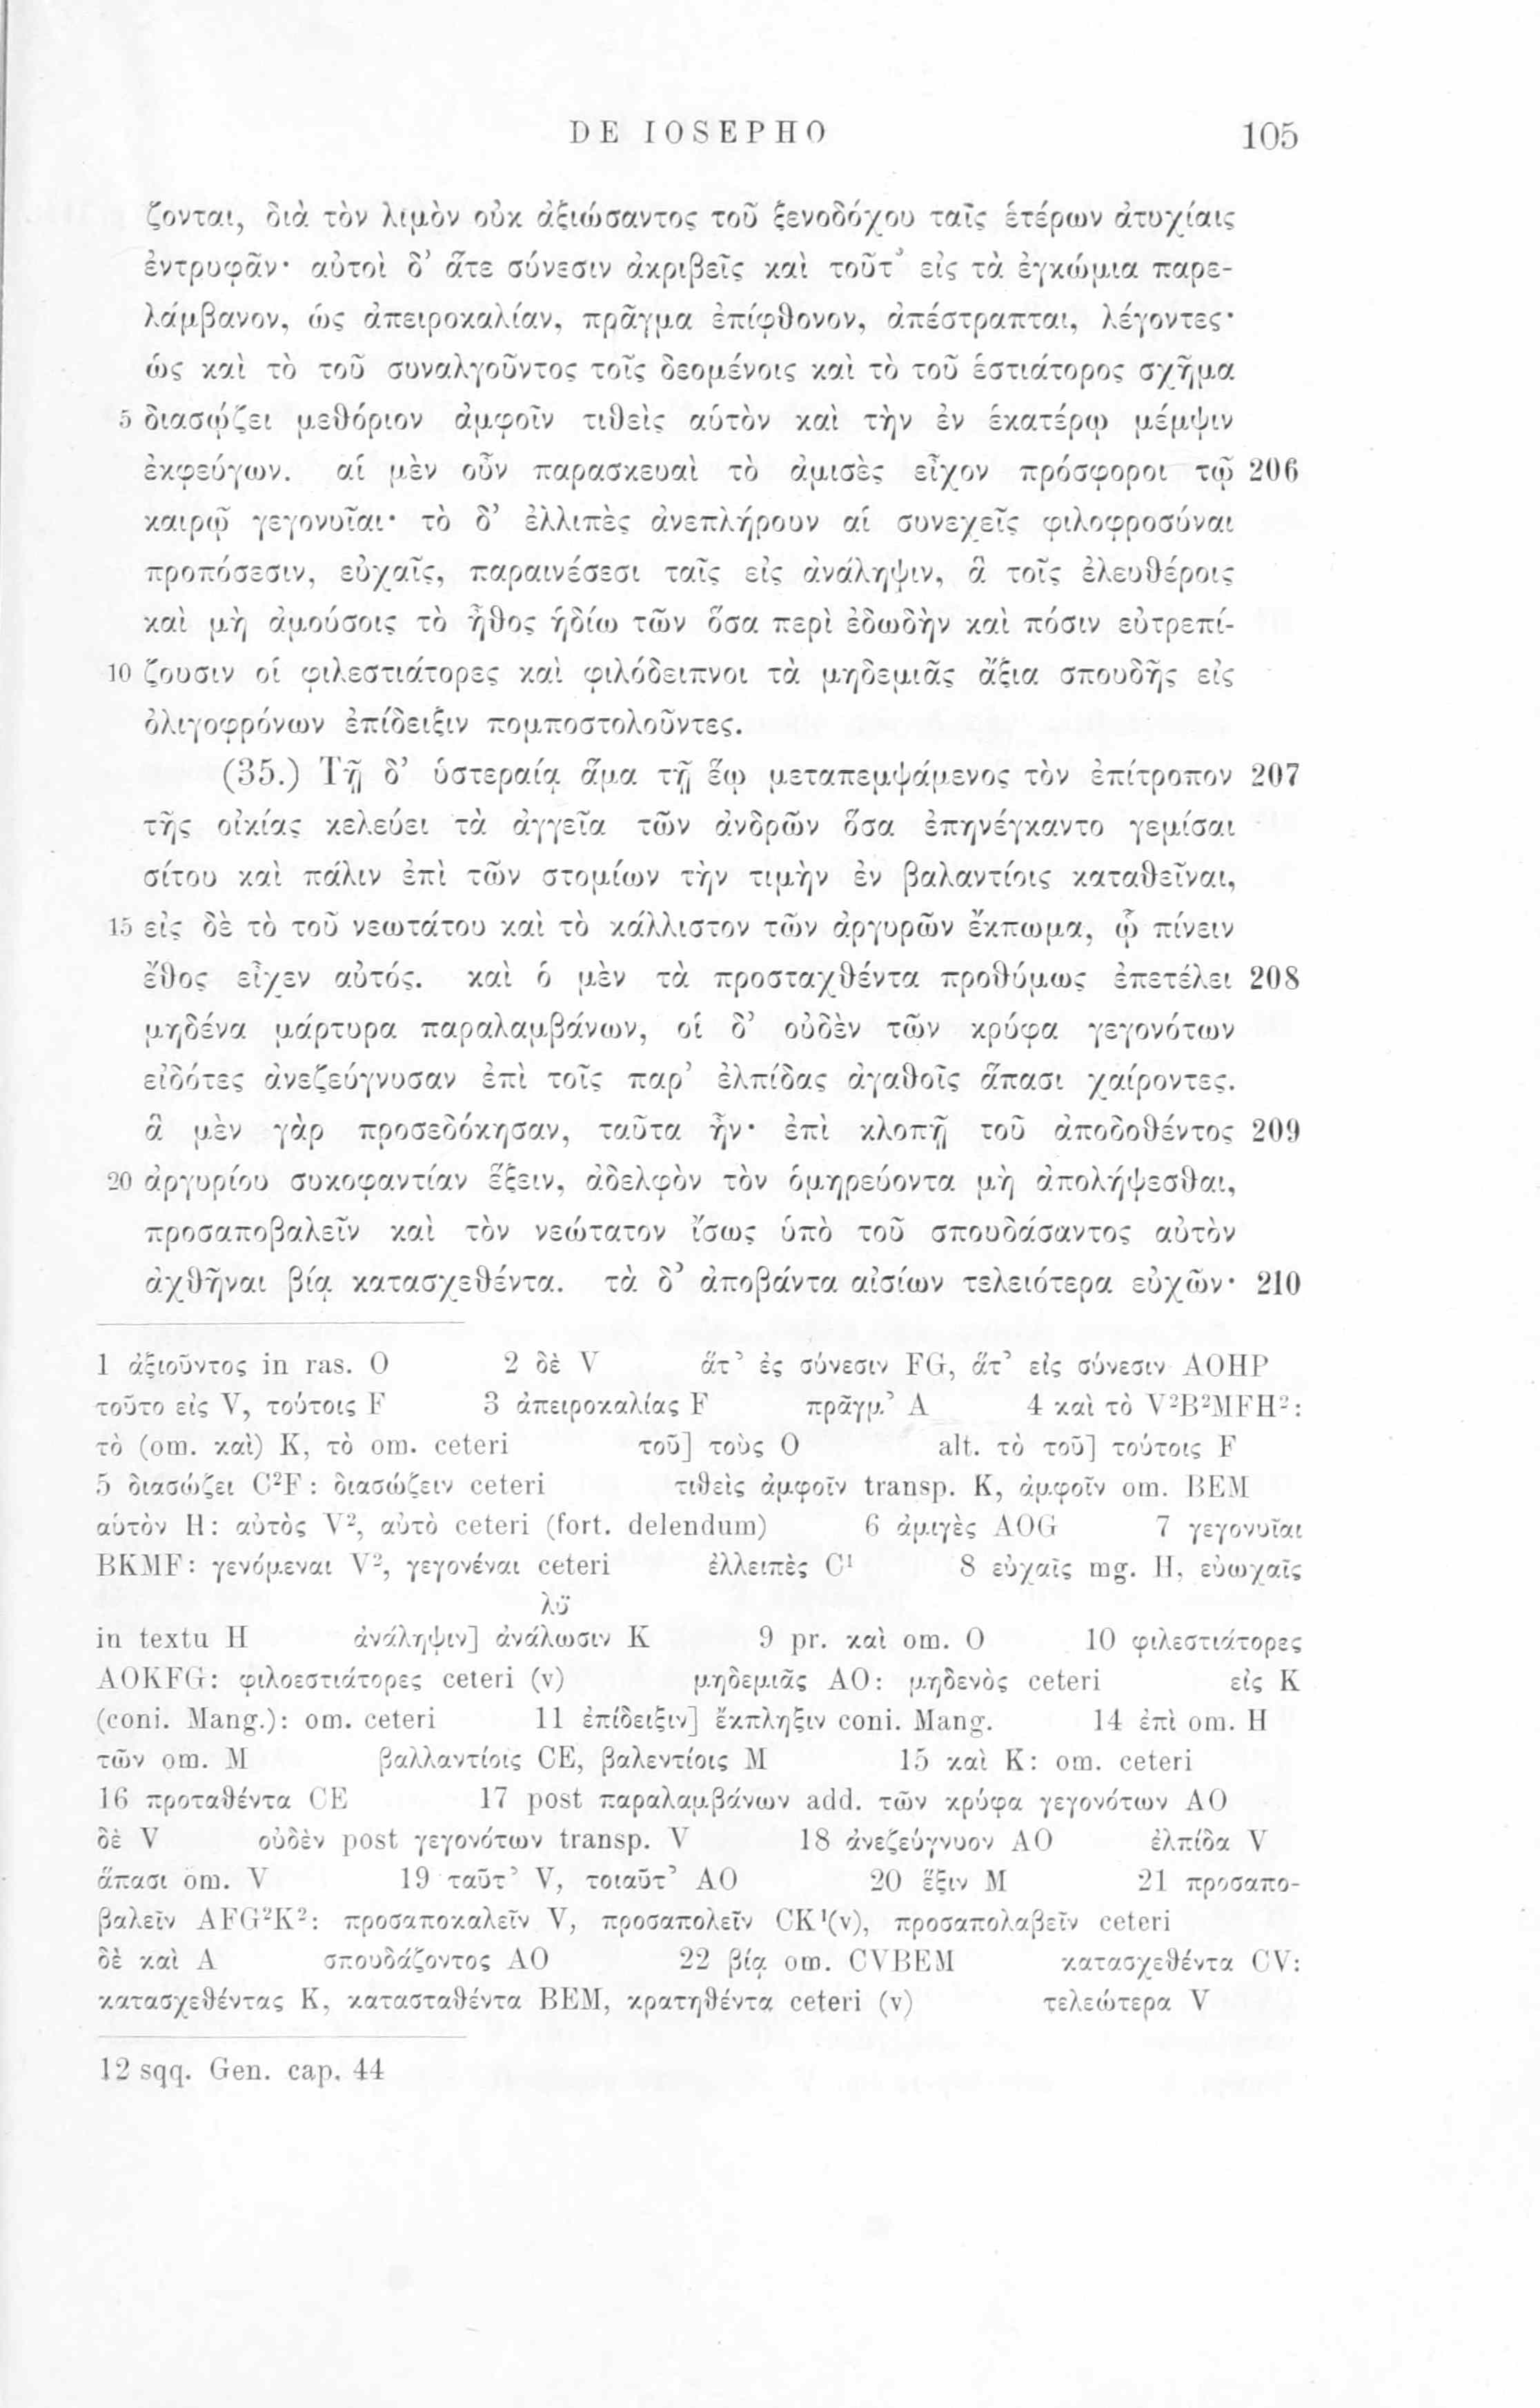 DE IOSEPHO 105
ζονται, διὰ τὸν λιμὸν οὐκ ἀξιώσαντος τοῦ ξενοδόχου ταῖς ἑτέρων ἀτυχίαις
ἐντρυφᾶν· αὐτοὶ δ’ ἅτε σύνεσιν ἀκριβεῖς καὶ τοῦτ’ εἰς τὰ ἐγκώμια παρε-
λάμβανον, ὡς ἀπειροκαλίαν, πρᾶγμα ἐπίφθονον, ἀπέστραπται, λέγοντες·
ὡς καὶ τὸ τοῦ συναλγοῦντος τοῖς δεομένοις καὶ τὸ τοῦ ἑστιάτορος σχῆμα
5 διασῴζει μεθόριον ἀμφοῖν τιθεὶς αὑτὸν καὶ τὴν ἐν ἑκατέρῳ μέμψιν
ἐκφεύγων. αἱ μὲν οὖν παρασκευαὶ τὸ ἀμισὲς εἶχον πρόσφοροι τῷ 206
καιρῷ γεγονυῖαι· τὸ δ’ ἐλλιπὲς ἀνεπλήρουν αἱ συνεχεῖς φιλοφροσύναι
προπόσεσιν, εὐχαῖς, παραινέσεσι ταῖς εἰς ἀνάληψιν, ἃ τοῖς ἐλευθέροις
καὶ μὴ ἀμούσοις τὸ ἦθος ἡδίω τῶν ὅσα περὶ ἐδωδὴν καὶ πόσιν εὐτρεπί-
10 ζουσιν οἱ φιλεστιάτορες καὶ φιλόδειπνοι τὰ μηδεμιᾶς ἄξια σπουδῆς εἰς
ὀλιγοφρόνων ἐπίδειξιν πομποστολοῦντες.
(35.) Τῇ δ’ ὑστεραίᾳ ἅμα τῇ ἕῳ μεταπεμψάμενος τὸν ἐπίτροπον 207
τῆς οἰκίας κελεύει τὰ ἀγγεῖα τῶν ἀνδρῶν ὅσα ἐπηνέγκαντο γεμίσαι
σίτου καὶ πάλιν ἐπὶ τῶν στομίων τὴν τιμὴν ἐν βαλαντίοις καταθεῖναι,
15 εἰς δὲ τὸ τοῦ νεωτάτου καὶ τὸ κάλλιστον τῶν ἀργυρῶν ἔκπωμα, ᾧ πίνειν
ἔθος εἶχεν αὐτός. καὶ ὁ μὲν τὰ προσταχθέντα προθύμως ἐπετέλει 208
μηδένα μάρτυρα παραλαμβάνων, οἱ δ’ οὐδὲν τῶν κρύφα γεγονότων
εἰδότες ἀνεζεύγνυσαν ἐπὶ τοῖς παρ’ ἐλπίδας ἀγαθοῖς ἅπασι χαίροντες.
ἃ μὲν γὰρ προσεδόκησαν, ταῦτα ἦν· ἐπὶ κλοπῇ τοῦ ἀποδοθέντος 209
20 ἀργυρίου συκοφαντίαν ἕξειν, ἀδελφὸν τὸν ὁμηρεύοντα μὴ ἀπολήψεσθαι,
προσαποβαλεῖν καὶ τὸν νεώτατον ἴσως ὑπὸ τοῦ σπουδάσαντος αὐτὸν
ἀχθῆναι βίᾳ κατασχεθέντα. τὰ δ’ ἀποβάντα αἰσίων τελειότερα εὐχῶν· 210
1 ἀξιοῦντος in ras. O 2 δὲ V ἅτ’ ἐς σύνεσιν FG, ἅτ’ εἰς σύνεσιν AOHP
τοῦτο εἰς V, τούτοις F 3 ἀπειροκαλίας F πρᾶγμ’ A 4 καὶ τὸ V²B²MFH²:
τὸ (om. καὶ) K, τὸ om. ceteri τοῦ] τοὺς O alt. τὸ τοῦ] τούτοις F
5 διασώζει C²F: διασώζειν ceteri τιθεὶς ἀμφοῖν transp. K, ἀμφοῖν om. BEM
αὑτὸν H: αὐτὸς V², αὐτὸ ceteri (fort. delendum) 6 ἀμιγὲς AOG 7 γεγονυῖαι
BKMF: γενόμεναι V², γεγονέναι ceteri ἐλλειπὲς C¹ 8 εὐχαῖς mg. H, εὐωχαῖς
in textu H ἀνάληψιν] ἀνάλωσιν K 9 pr. καὶ om. O 10 φιλεστιάτορες
AOKFG: φιλοεστιάτορες ceteri (v) μηδεμιᾶς AO: μηδενὸς ceteri εἰς K
(coni. Mang.): om. ceteri 11 ἐπίδειξιν] ἔκπληξιν coni. Mang. 14 ἐπὶ om. H
τῶν om. M βαλλαντίοις CE, βαλεντίοις M 15 καὶ K: om. ceteri
16 προταθέντα CE 17 post παραλαμβάνων add. τῶν κρύφα γεγονότων AO
δὲ V οὐδὲν post γεγονότων transp. V 18 ἀνεζεύγνυον AO ἐλπίδα V
ἅπασι om. V 19 ταῦτ’ V, τοιαῦτ’ AO 20 ἕξιν M 21 προσαπο-
βαλεῖν AFG²K²: προσαποκαλεῖν V, προσαπολεῖν CK¹(v), προσαπολαβεῖν ceteri
δὲ καὶ A σπουδάζοντος AO 22 βίᾳ om. CVBEM κατασχεθέντα CV:
κατασχεθέντας K, κατασταθέντα BEM, κρατηθέντα ceteri (v) τελεώτερα V
12 sqq. Gen. cap. 44